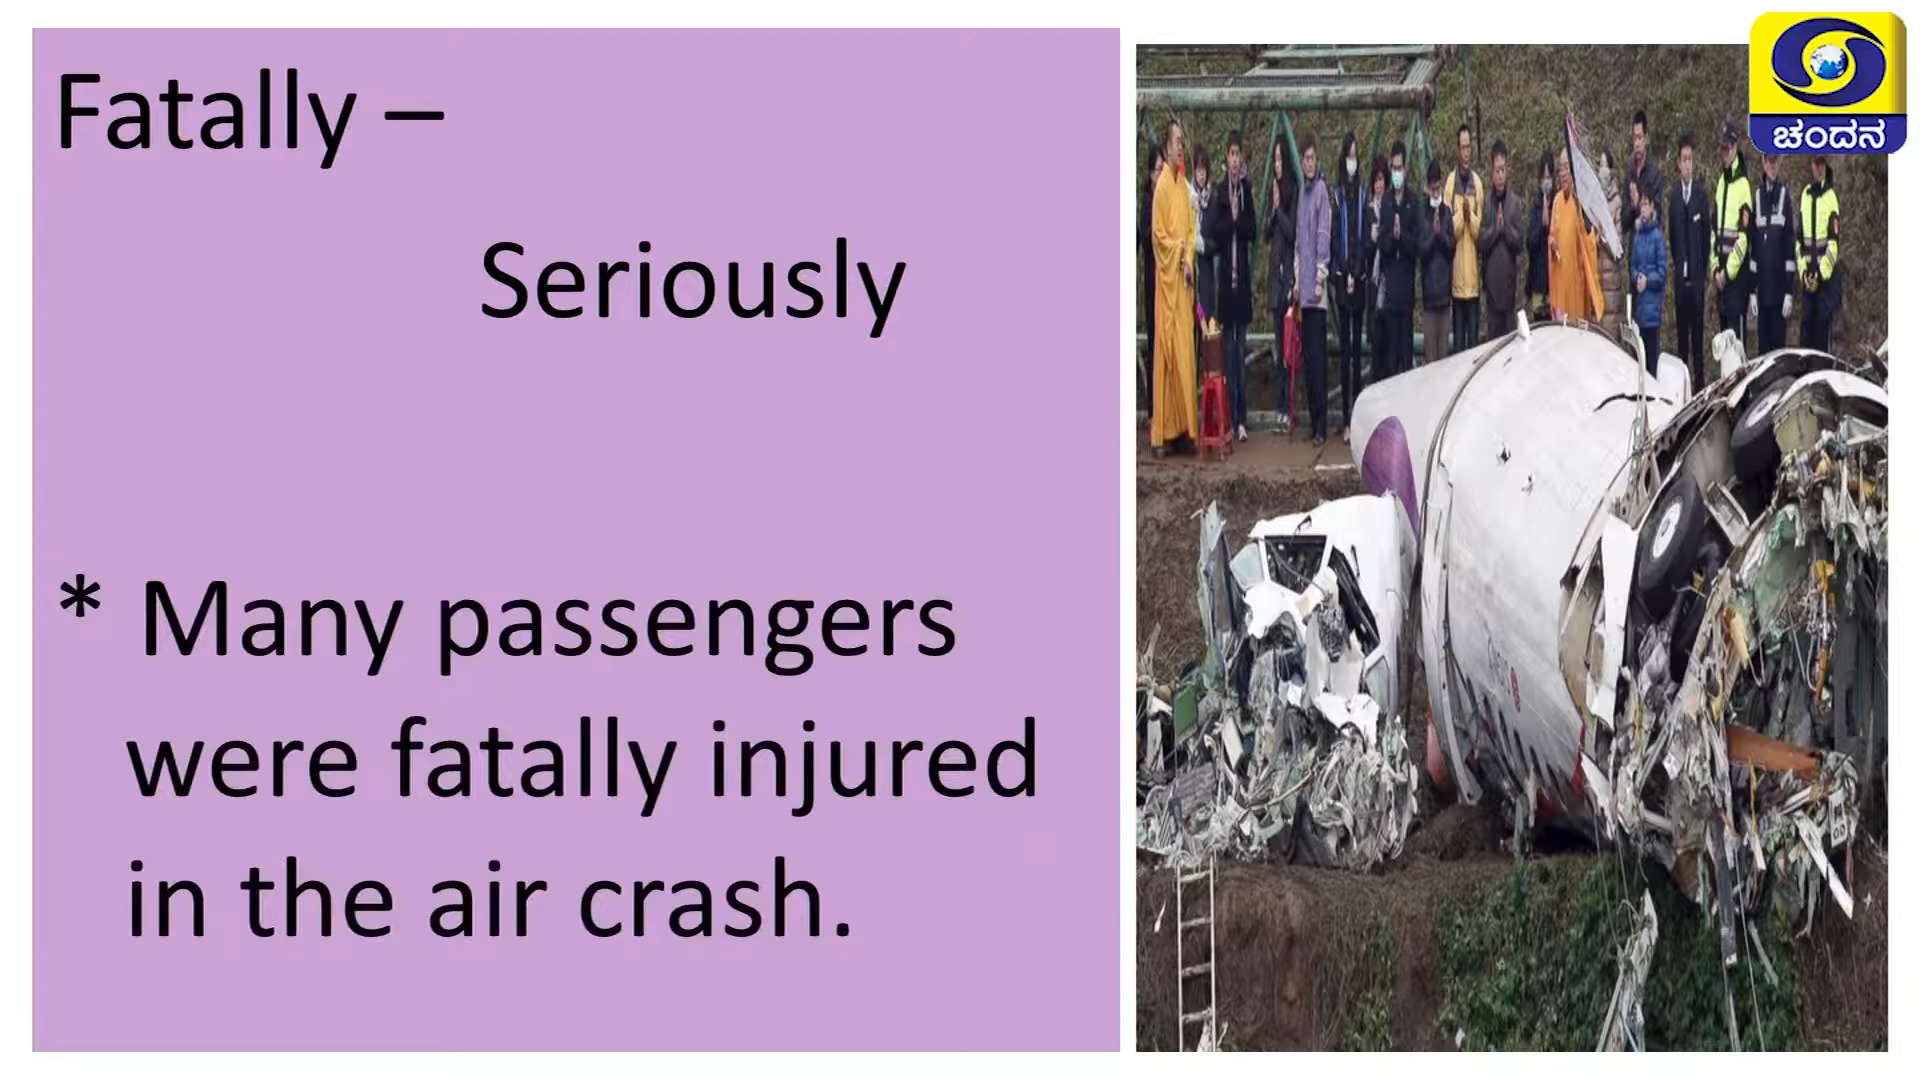 Fatally –
Seriously
* Many passengers
were fatally injured
in the air crash.
ಚಂದನ